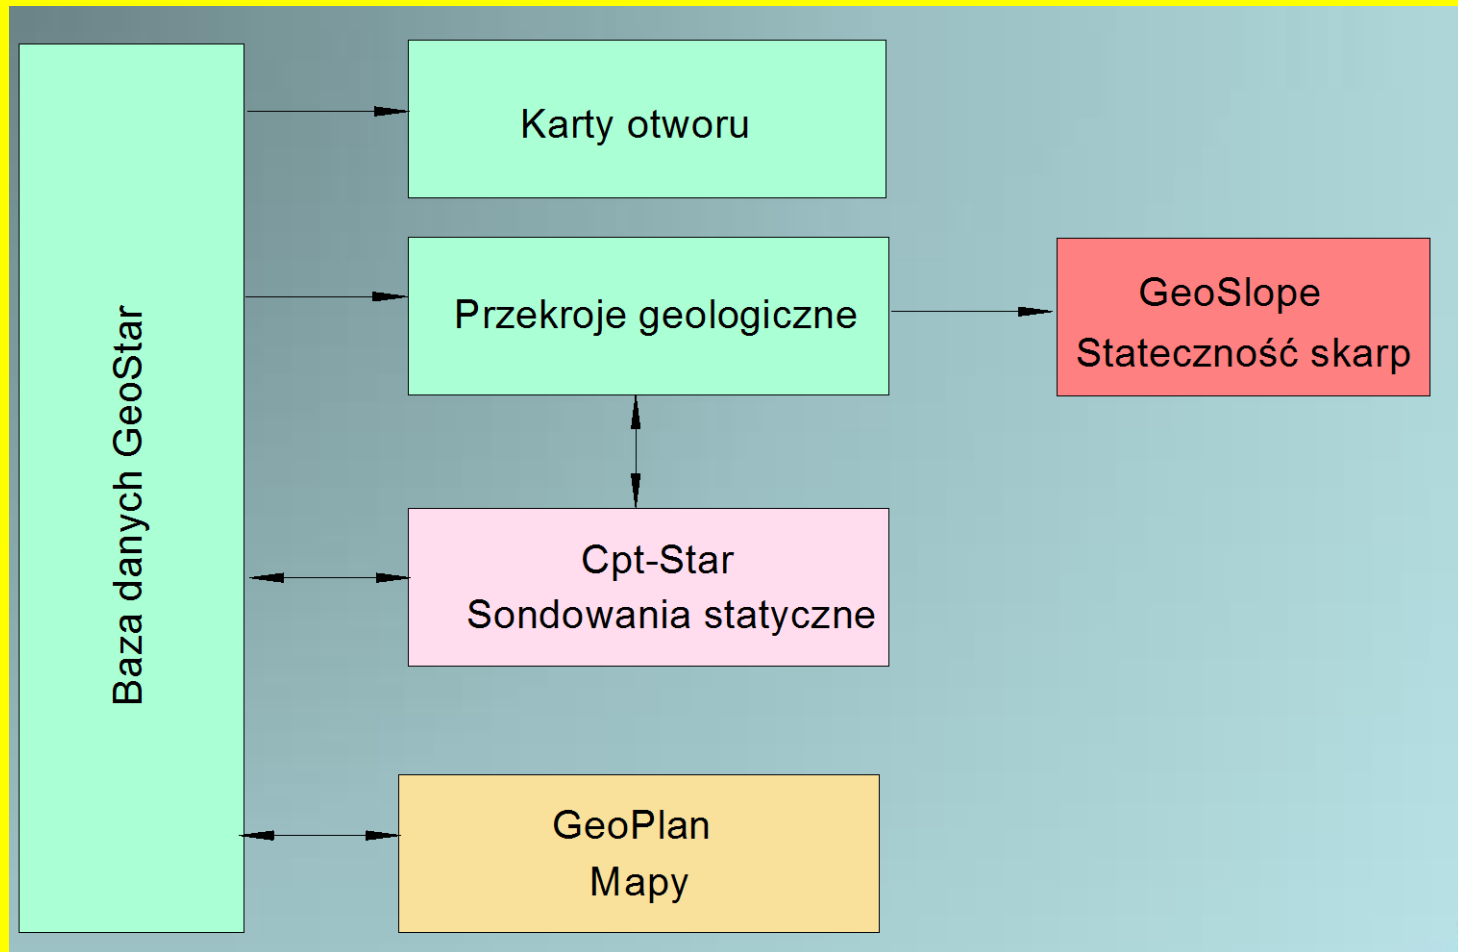 Baza danych GeoStar
Karty otworu
Przekroje geologiczne
GeoSlope
Stateczność skarp
Cpt-Star
Sondowania statyczne
GeoPlan
Mapy